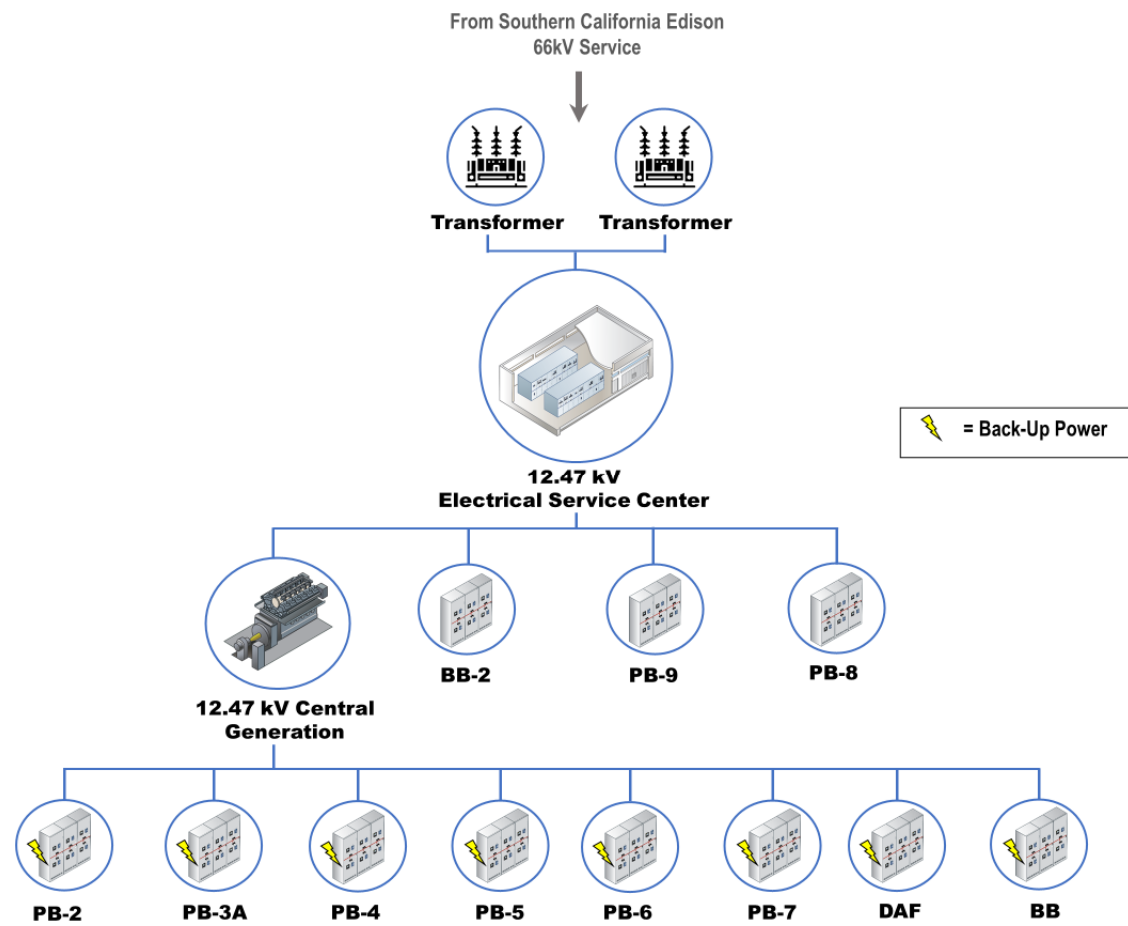 From Southern California Edison
66kV Service
Transformer
Transformer
12.47 kV
Electrical Service Center
= Back-Up Power
BB-2
PB-9
PB-8
12.47 kV Central
Generation
PB-2
PB-3A
PB-4
PB-5
PB-6
PB-7
DAF
BB